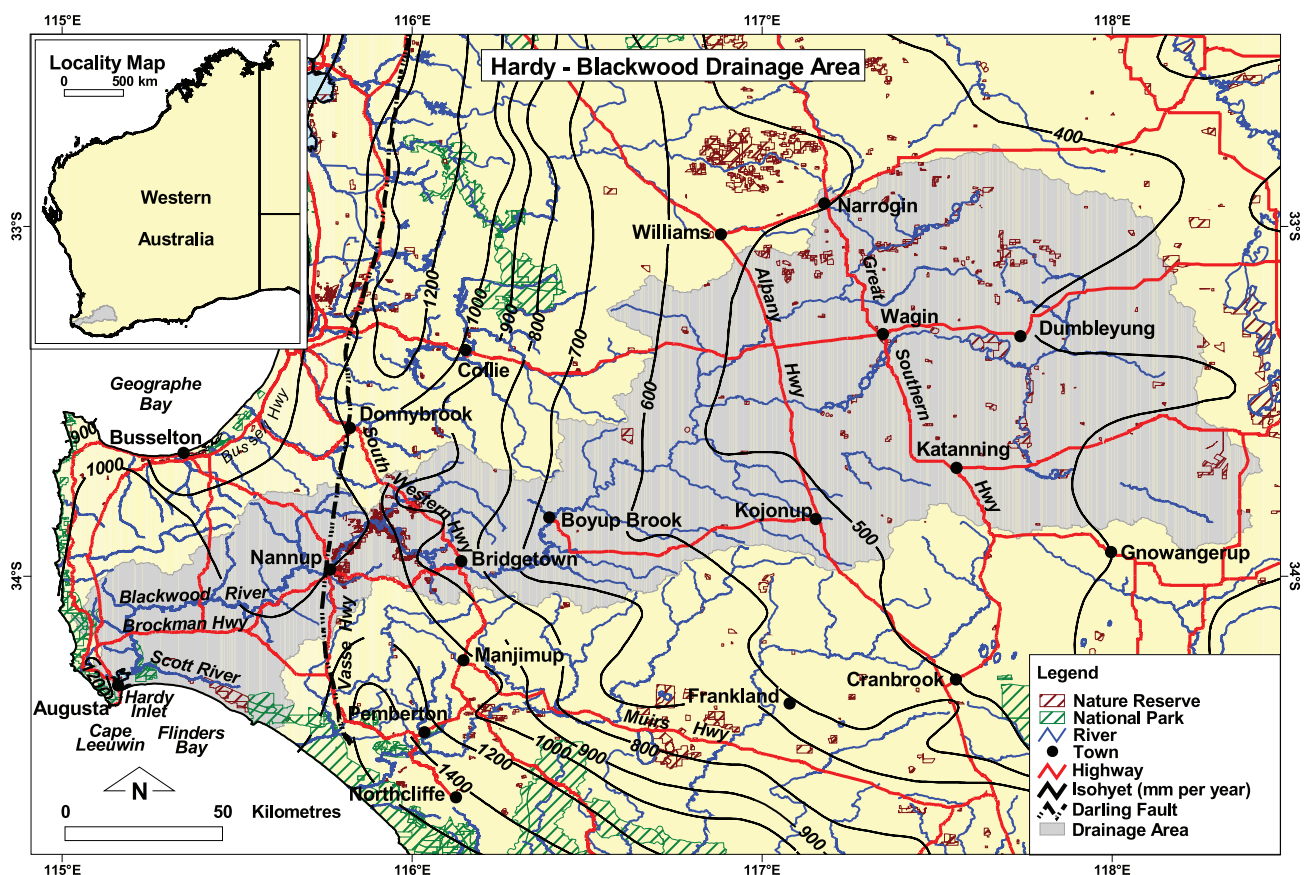 115°E
116°E
117°E
118°E
Locality Map
0 500 km
Western
Australia
Hardy - Blackwood Drainage Area
400
33°S
33°S
Narrogin
Williams
Great
Albany
1200
1000
900
800
700
600
Wagin
Dumbleyung
Collie
Hwy
Southern
Geographe
Bay
Donnybrook
Bussell Hwy
900
Busselton
South
Western Hwy
1000
Katanning
Hwy
Boyup Brook
Kojonup
500
Nannup
Bridgetown
Gnowangerup
34°S
34°S
Blackwood River
Brockman Hwy
Vasse Hwy
Scott River
Manjimup
1200
Hardy
Inlet
Augusta
Cape
Leeuwin
Flinders
Bay
Frankland
Cranbrook
Pemberton
Muirs Hwy
1000
900
800
1200
1400
Northcliffe
900
N
0 50 Kilometres
Legend
Nature Reserve
National Park
River
Town
Highway
Isohyet (mm per year)
Darling Fault
Drainage Area
115°E
116°E
117°E
118°E